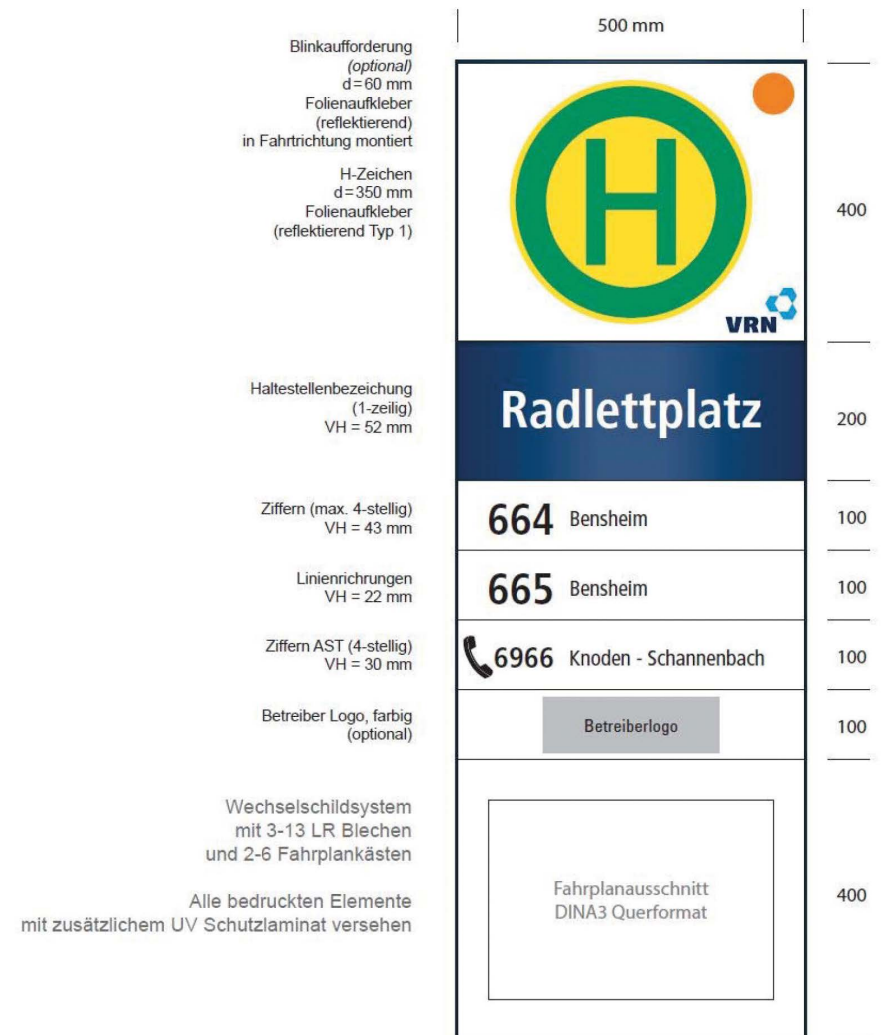 500 mm
Blinkaufforderung
(optional)
d=60 mm
Folienaufkleber
(reflektierend)
in Fahrtrichtung montiert
H-Zeichen
d=350 mm
Folienaufkleber
(reflektierend Typ 1)
H
VRN
400
Haltestellenbezeichung
(1-zeilig)
VH = 52 mm
Radlettplatz
200
Ziffern (max. 4-stellig)
VH = 43 mm
664 Bensheim
100
Linienrichrungen
VH = 22 mm
665 Bensheim
100
Ziffern AST (4-stellig)
VH = 30 mm
6966 Knoden - Schannenbach
100
Betreiber Logo, farbig
(optional)
Betreiberlogo
100
Wechselschildsystem
mit 3-13 LR Blechen
und 2-6 Fahrplankästen
Alle bedruckten Elemente
mit zusätzlichem UV Schutzlaminat versehen
Fahrplanausschnitt
DINA3 Querformat
400